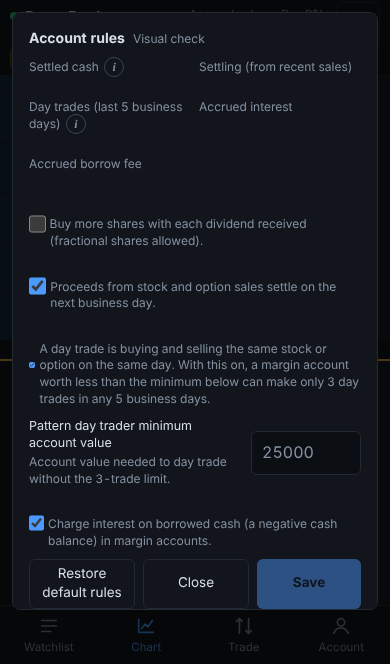 Account rules Visual check
Settled cash i
Settling (from recent sales)
Day trades (last 5 business
days) i
Accrued interest
Accrued borrow fee
Buy more shares with each dividend received
(fractional shares allowed).
Proceeds from stock and option sales settle on the
next business day.
A day trade is buying and selling the same stock or
option on the same day. With this on, a margin account
worth less than the minimum below can make only 3 day
trades in any 5 business days.
Pattern day trader minimum
account value
Account value needed to day trade
without the 3-trade limit.
25000
Charge interest on borrowed cash (a negative cash
balance) in margin accounts.
Restore
default rules
Close
Save
Watchlist
Chart
Trade
Account